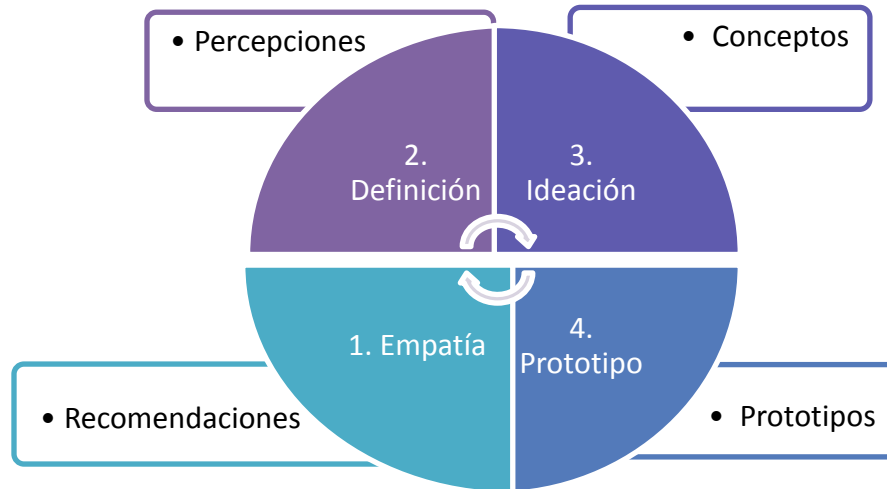 • Percepciones
• Conceptos
2.
Definición
3.
Ideación
1. Empatía
4.
Prototipo
• Recomendaciones
• Prototipos